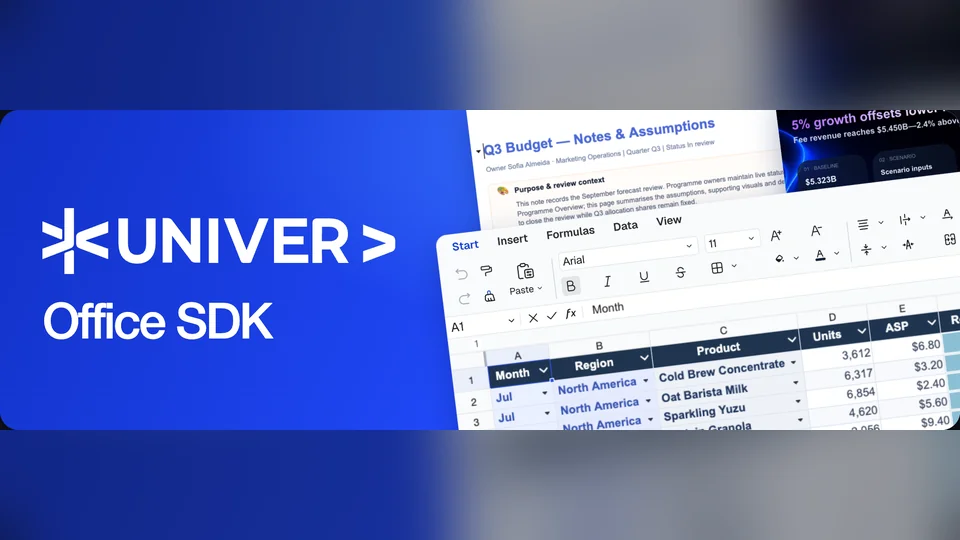 UNIVER
Office SDK
Q3 Budget — Notes & Assumptions
Owner Sofia Almeida · Marketing Operations | Quarter Q3 | Status In review
Purpose & review context
This note records the September forecast review. Programme owners maintain live status
Programme Overview; this page summarises the assumptions, supporting visuals and
to close the review while Q3 allocation shares remain fixed.
5% growth offsets lower
Fee revenue reaches $5.450B—2.4% above
01 BASELINE
$5.323B
02 SCENARIO
Scenario inputs
Start Insert Formulas Data View
Arial 11
Paste B I U S A
A1 fx Month
A B C D E
1 Month Region Product Units ASP
2 Jul North America Cold Brew Concentrate 3,612 $6.80
3 Jul North America Oat Barista Milk 6,317 $3.20
North America Sparkling Yuzu 6,854 $2.40
Granola 4,620 $5.60
$9.40